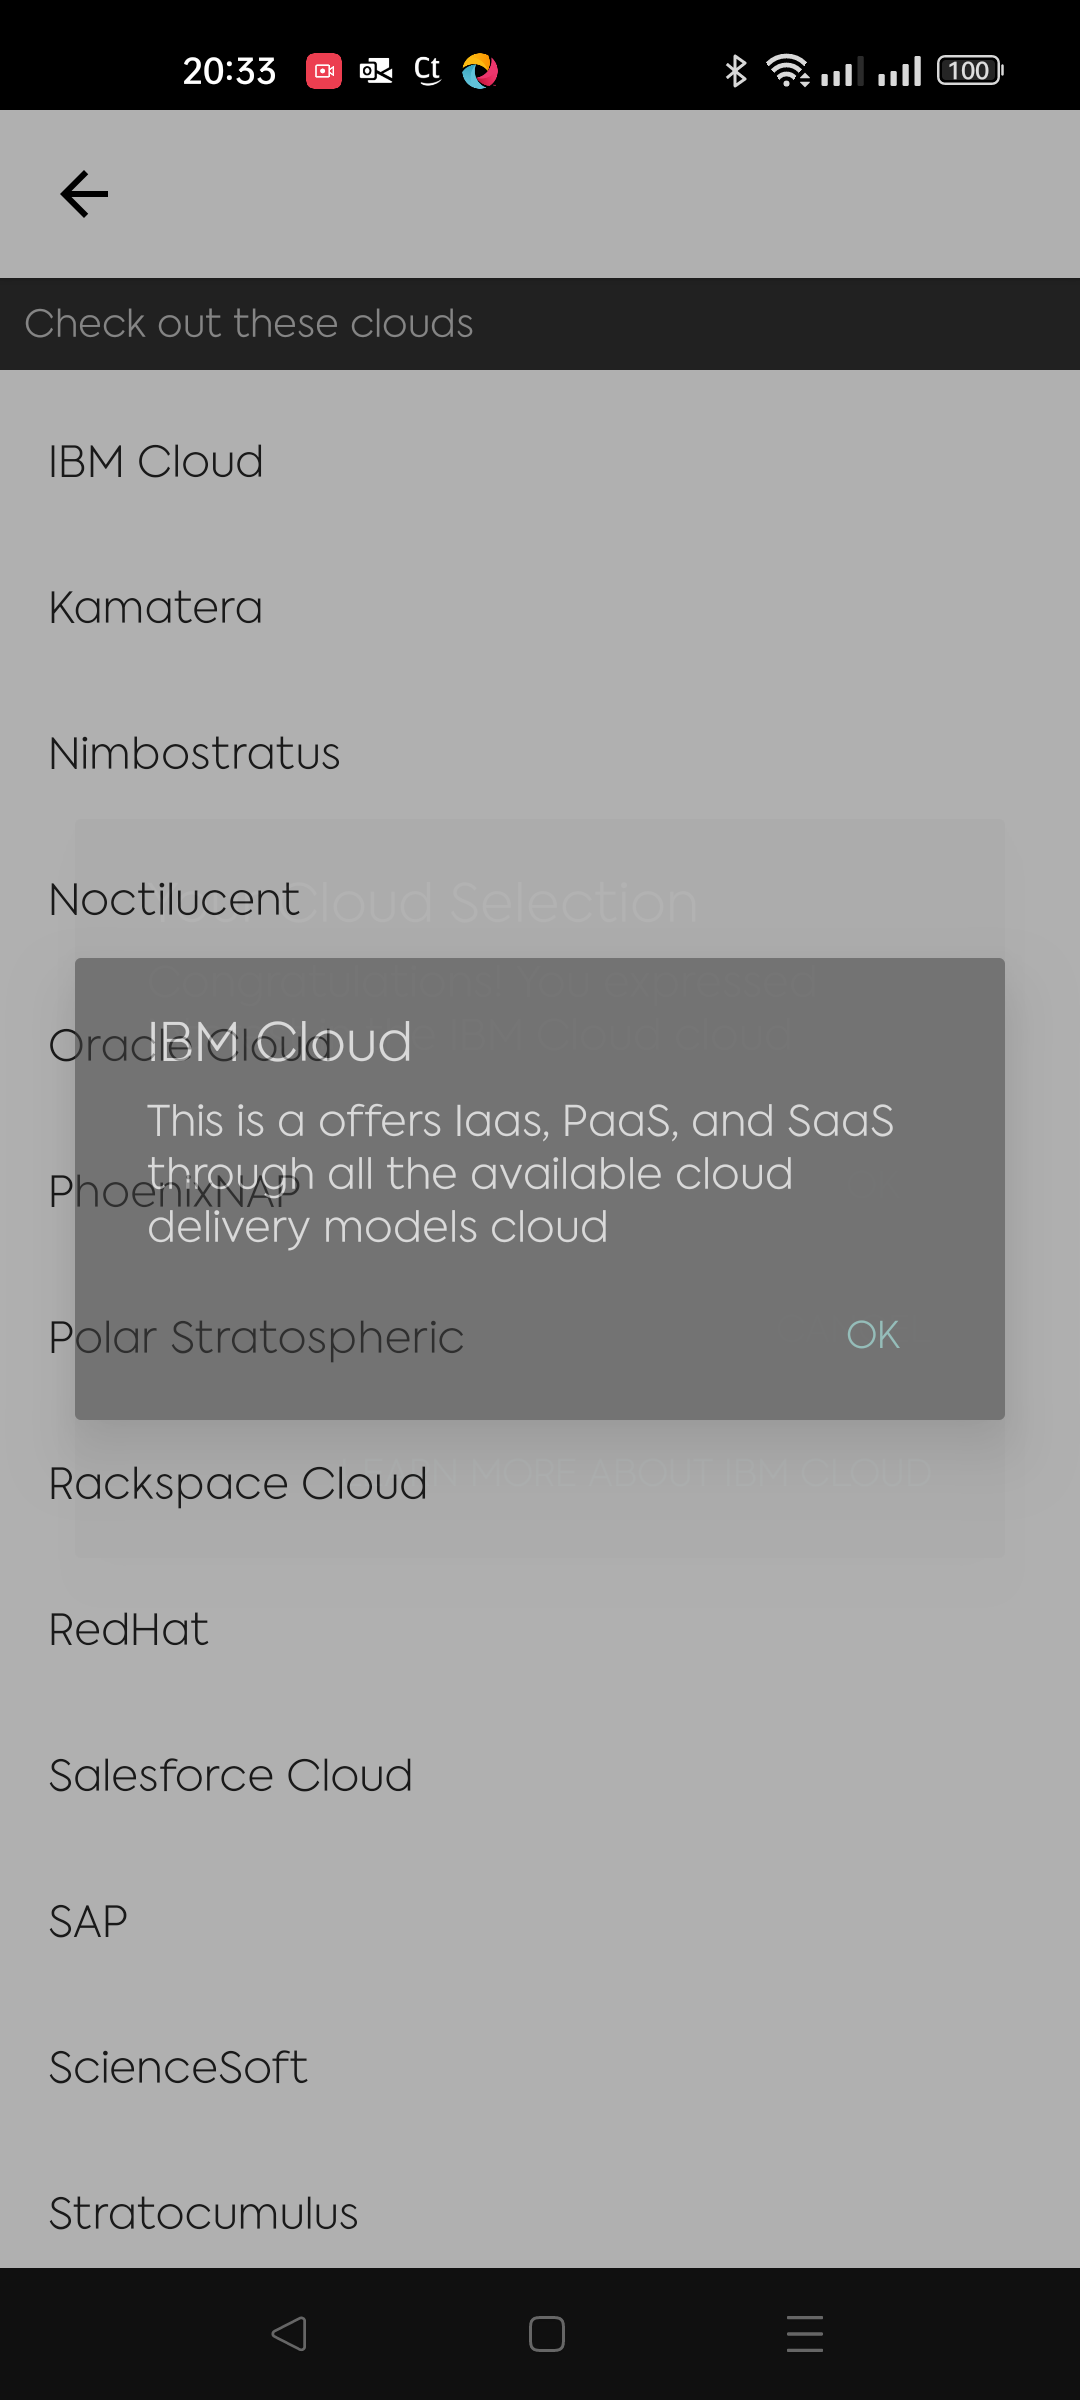 20:33
Ct
100
Check out these clouds
IBM Cloud
Kamatera
Nimbostratus
Noctilucent
Cloud Selection
Congratulations! You expressed
the IBM Cloud cloud
Oracle Cloud
IBM Cloud
This is a offers Iaas, PaaS, and SaaS
through all the available cloud
delivery models cloud
PhoenixNAP
Polar Stratospheric
OK
Rackspace Cloud
MORE ABOUT IBM CLOUD
RedHat
Salesforce Cloud
SAP
ScienceSoft
Stratocumulus